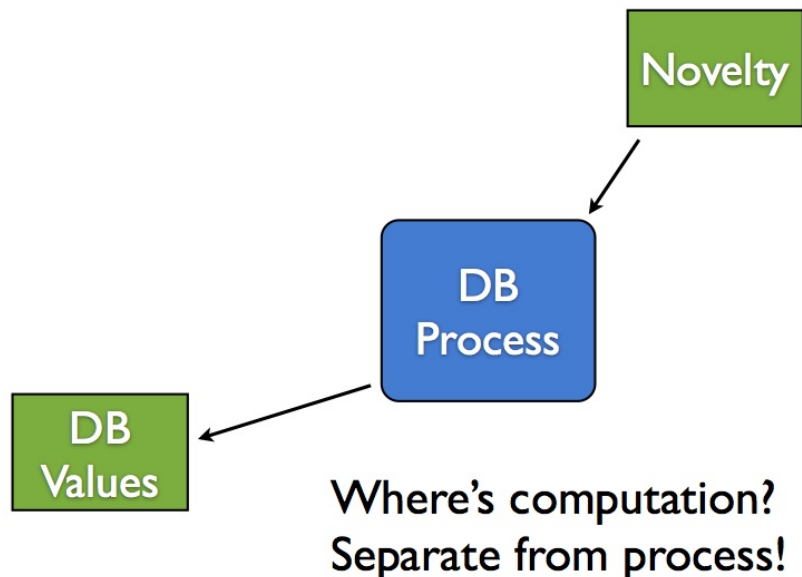 Novelty
DB
Process
DB
Values
Where's computation?
Separate from process!